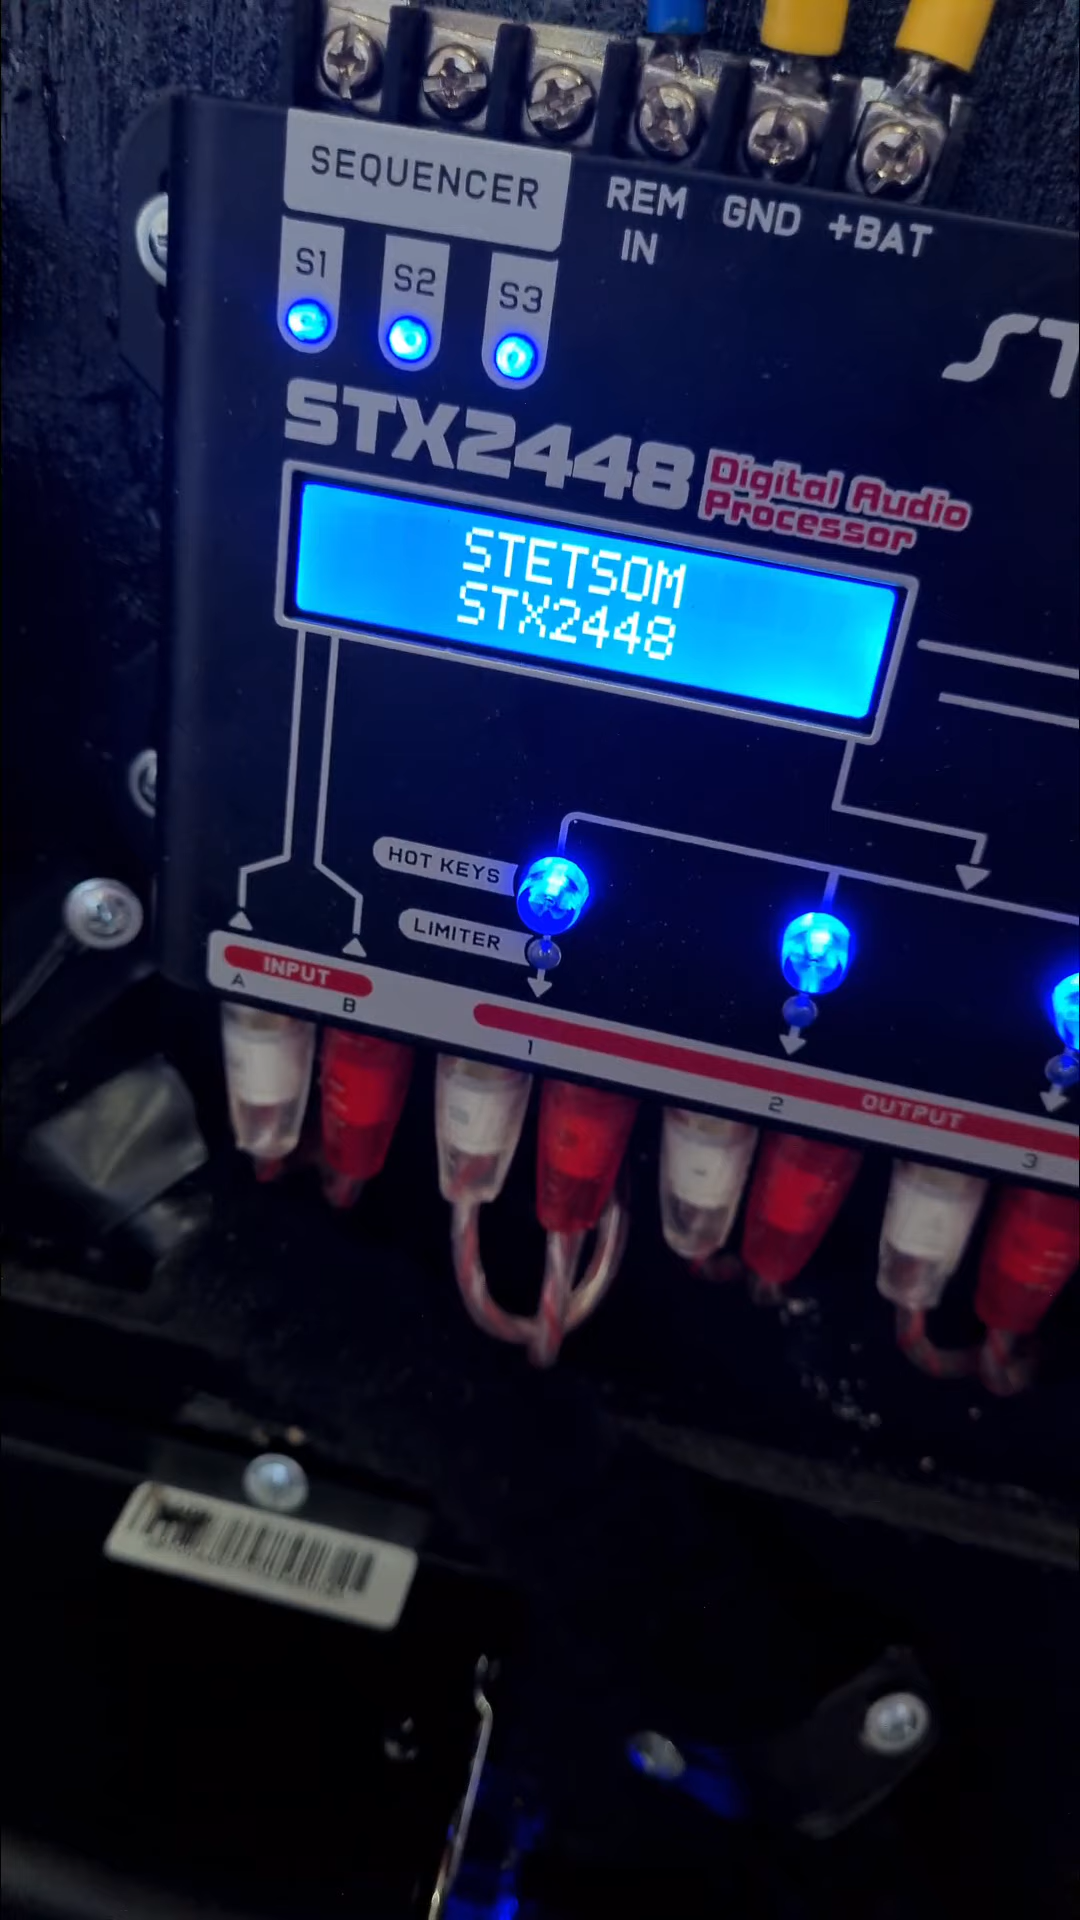 SEQUENCER
REM IN
GND
+BAT
S1
S2
S3
STX2448
Digital Audio
Processor
STETSOM
STX2448
HOT KEYS
LIMITER
INPUT
A
B
1
2
OUTPUT
3